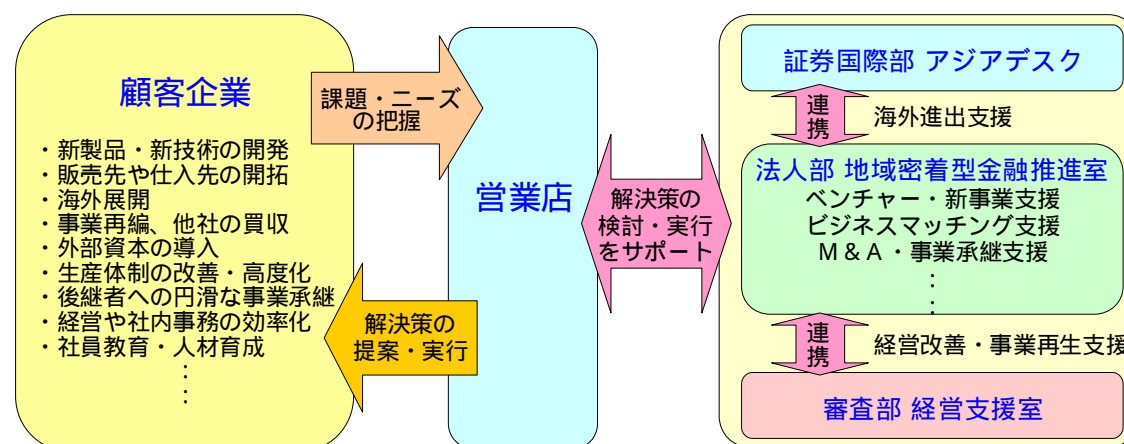 顧客企業
・新製品・新技術の開発
・販売先や仕入先の開拓
・海外展開
・事業再編、他社の買収
・外部資本の導入
・生産体制の改善・高度化
・後継者への円滑な事業承継
・経営や社内事務の効率化
・社員教育・人材育成
：
：
課題・ニーズ
の把握
解決策の
提案・実行
営業店
解決策の
検討・実行
をサポート
証券国際部 アジアデスク
連
携
海外進出支援
法人部 地域密着型金融推進室
ベンチャー・新事業支援
ビジネスマッチング支援
Ｍ＆Ａ・事業承継支援
：
：
連
携
経営改善・事業再生支援
審査部 経営支援室